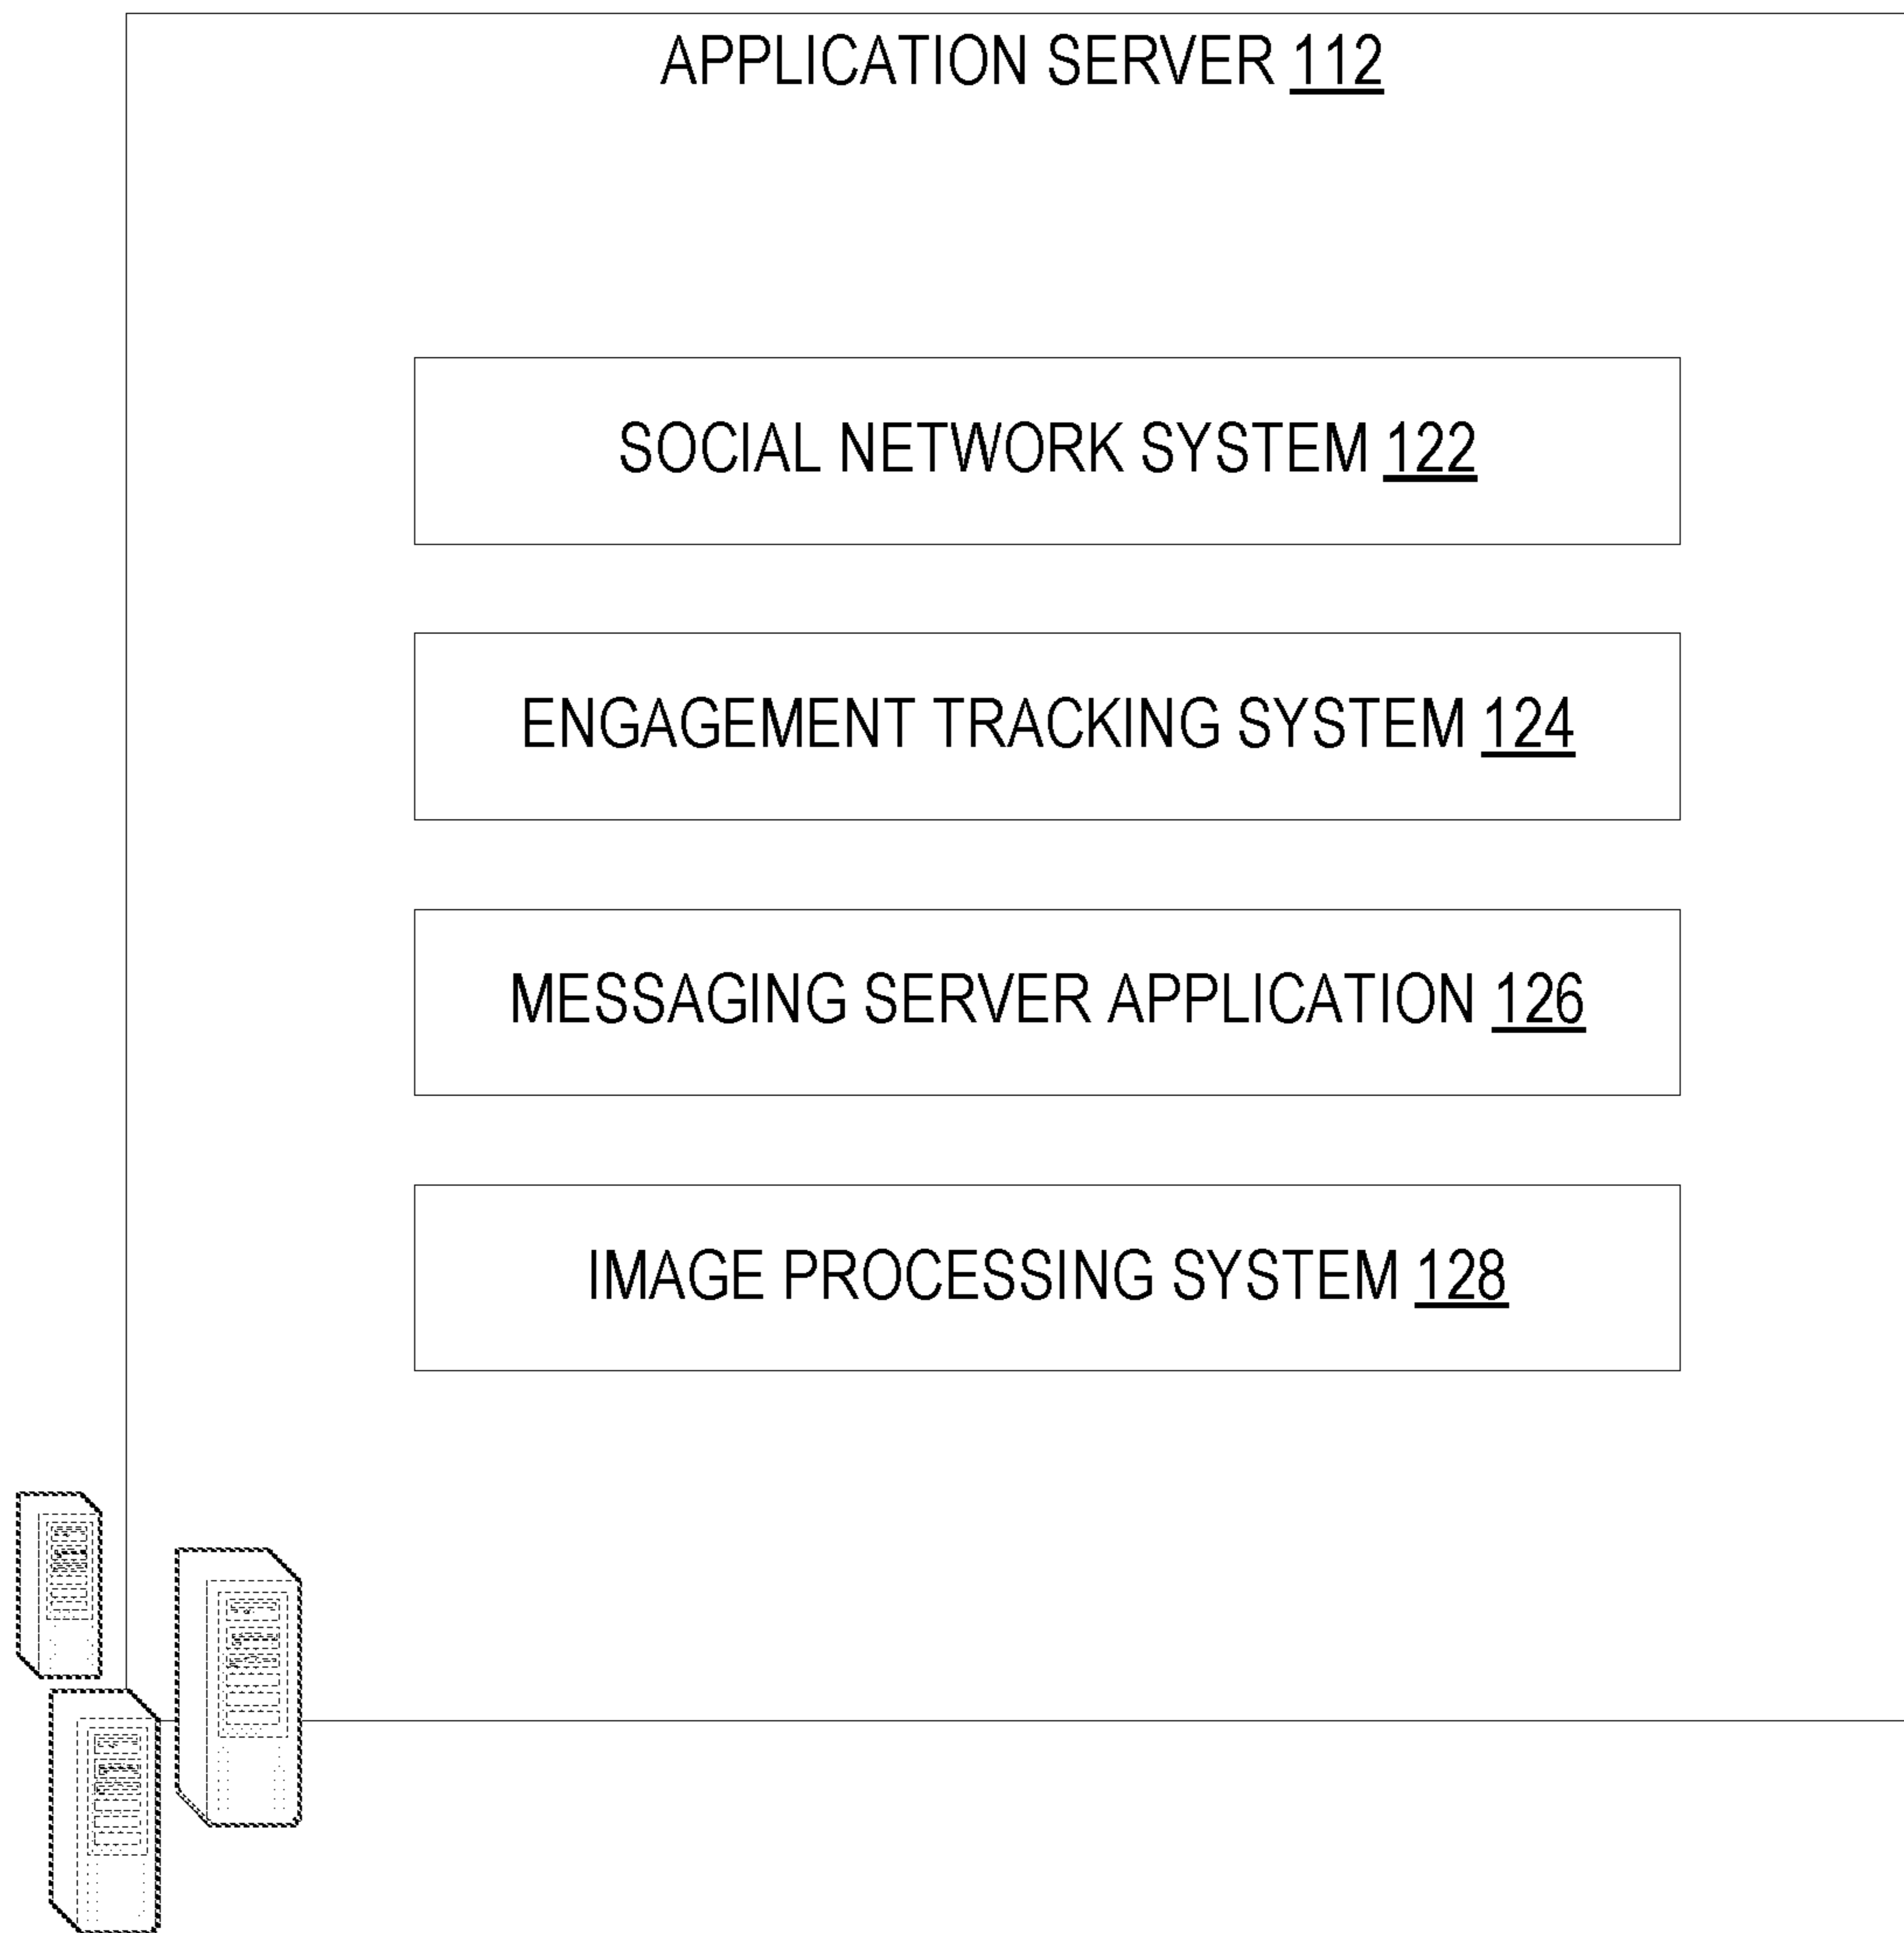 APPLICATION SERVER 112
SOCIAL NETWORK SYSTEM 122
ENGAGEMENT TRACKING SYSTEM 124
MESSAGING SERVER APPLICATION 126
IMAGE PROCESSING SYSTEM 128